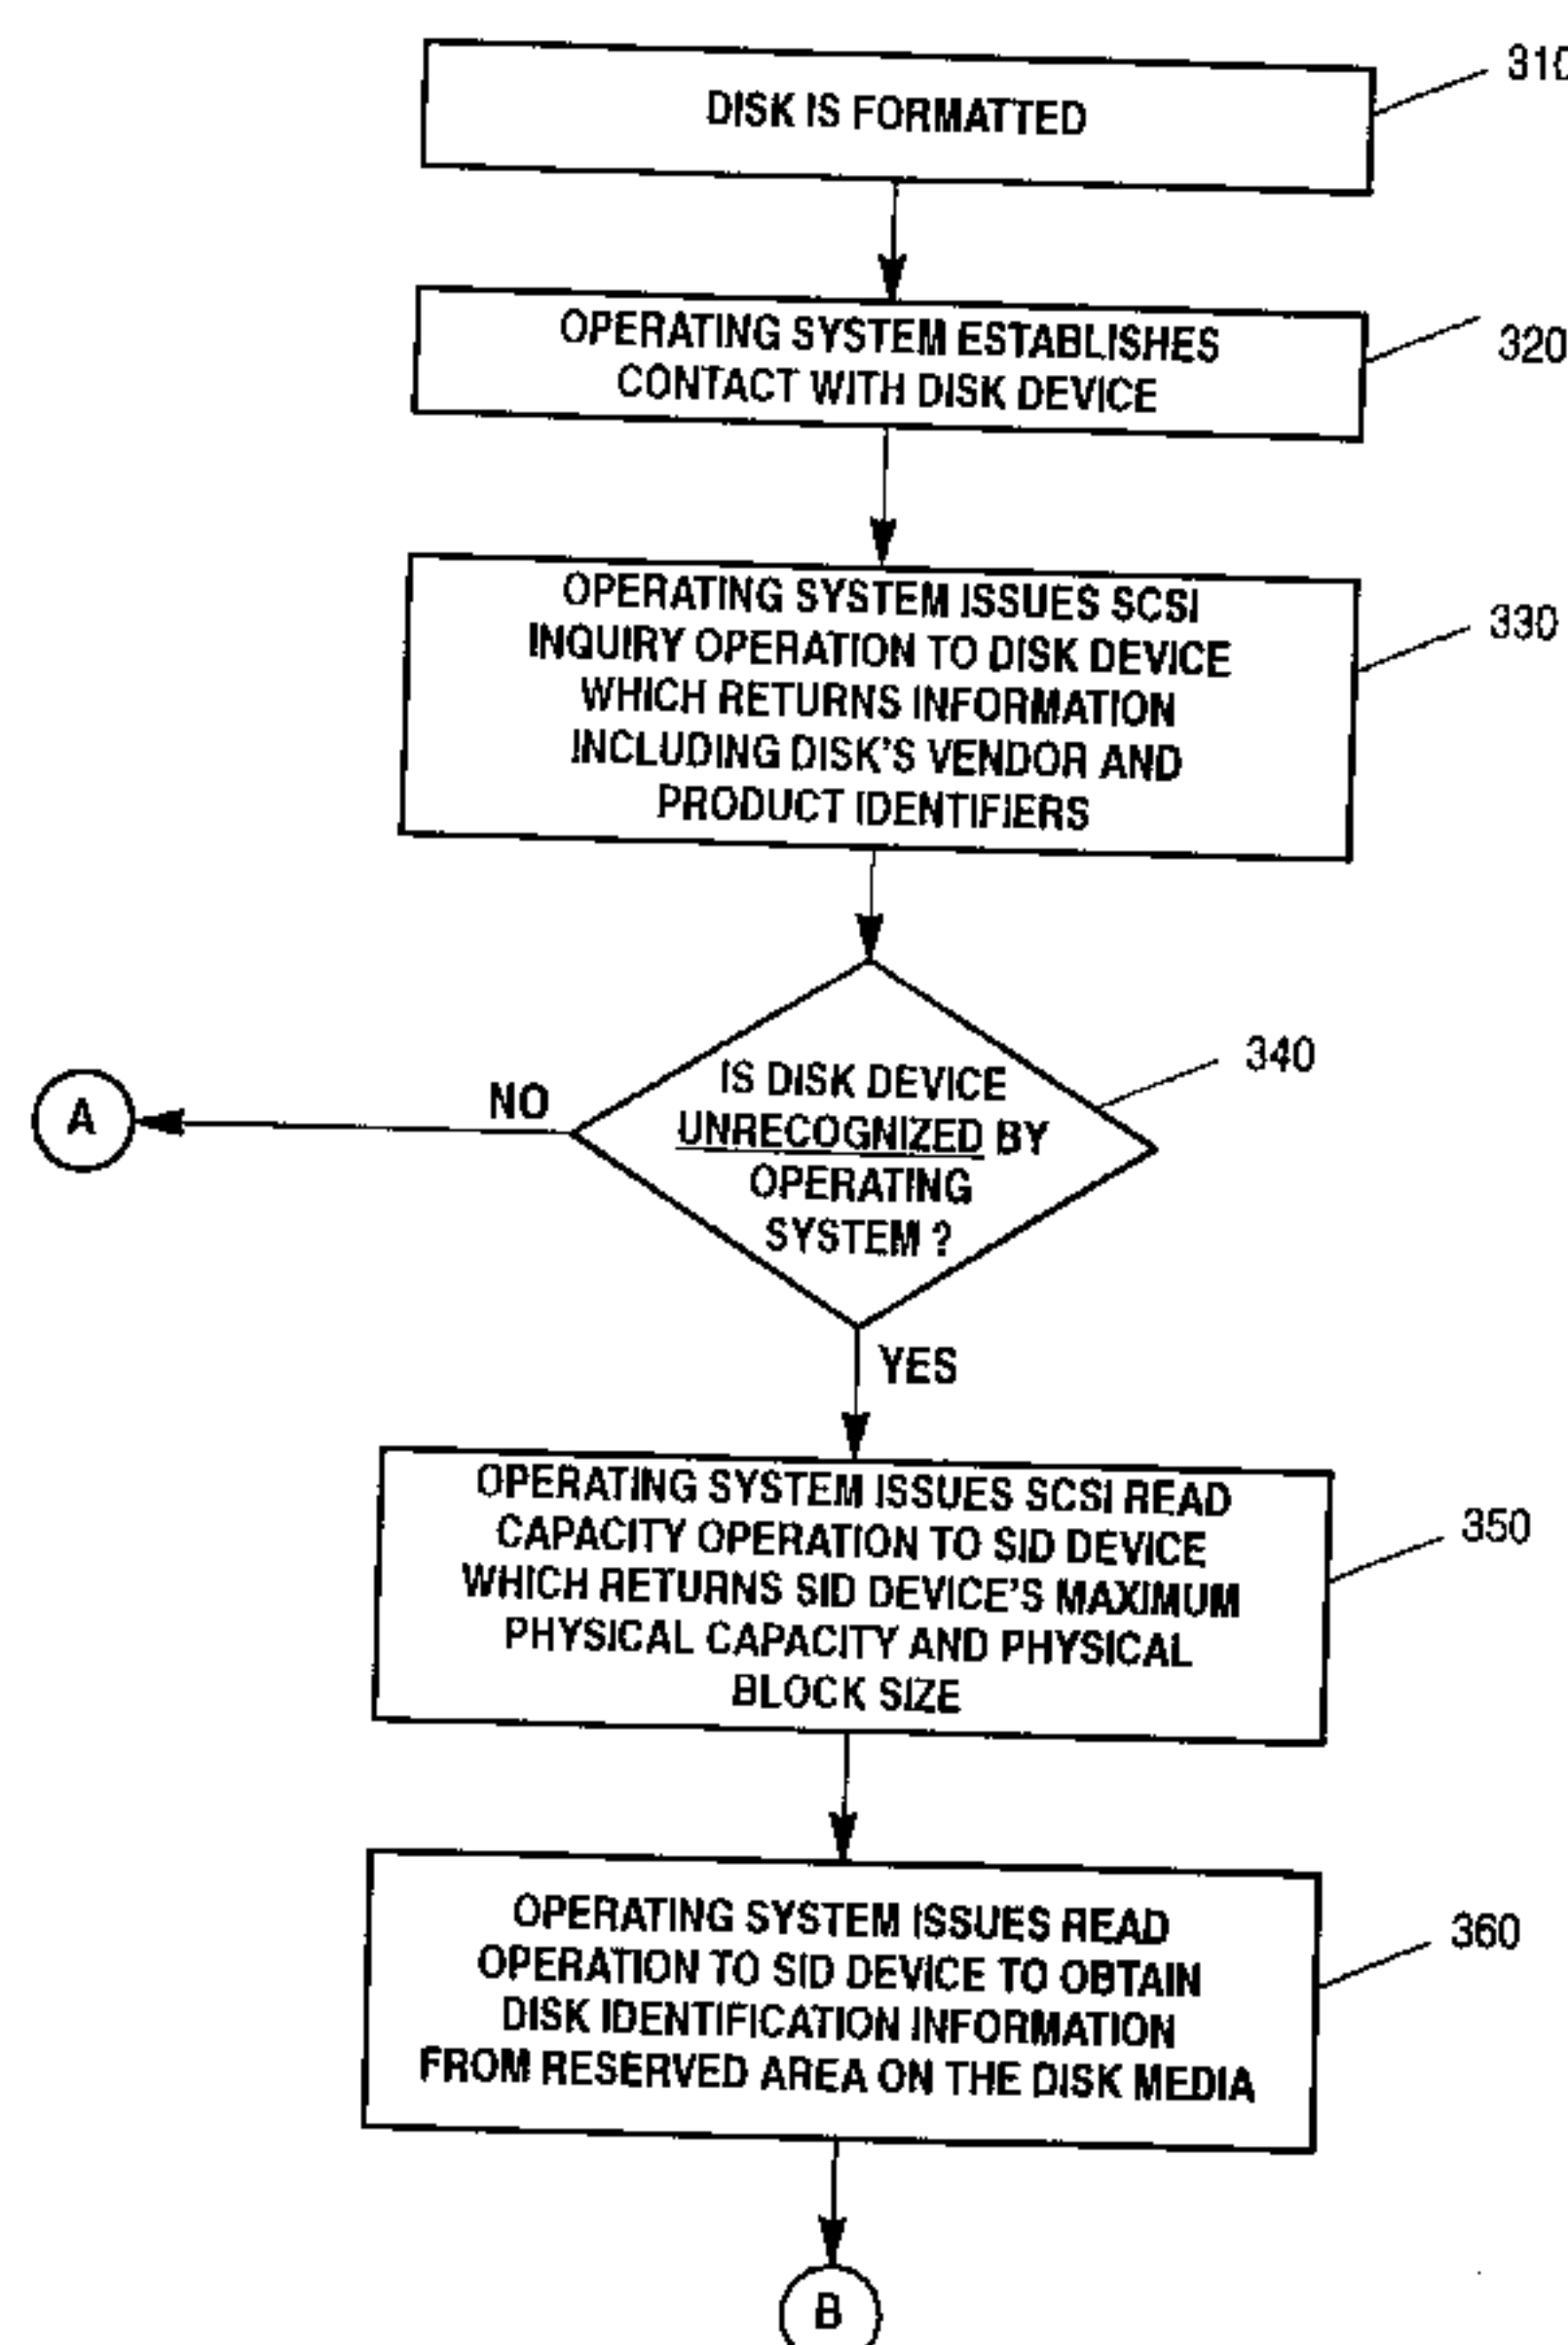 310
DISK IS FORMATTED
OPERATING SYSTEM ESTABLISHES
CONTACT WITH DISK DEVICE
320
OPERATING SYSTEM ISSUES SCSI
INQUIRY OPERATION TO DISK DEVICE
WHICH RETURNS INFORMATION
INCLUDING DISK'S VENDOR AND
PRODUCT IDENTIFIERS
330
340
IS DISK DEVICE
UNRECOGNIZED BY
OPERATING
SYSTEM ?
NO
A
YES
OPERATING SYSTEM ISSUES SCSI READ
CAPACITY OPERATION TO SID DEVICE
WHICH RETURNS SID DEVICE'S MAXIMUM
PHYSICAL CAPACITY AND PHYSICAL
BLOCK SIZE
350
OPERATING SYSTEM ISSUES READ
OPERATION TO SID DEVICE TO OBTAIN
DISK IDENTIFICATION INFORMATION
FROM RESERVED AREA ON THE DISK MEDIA
360
B